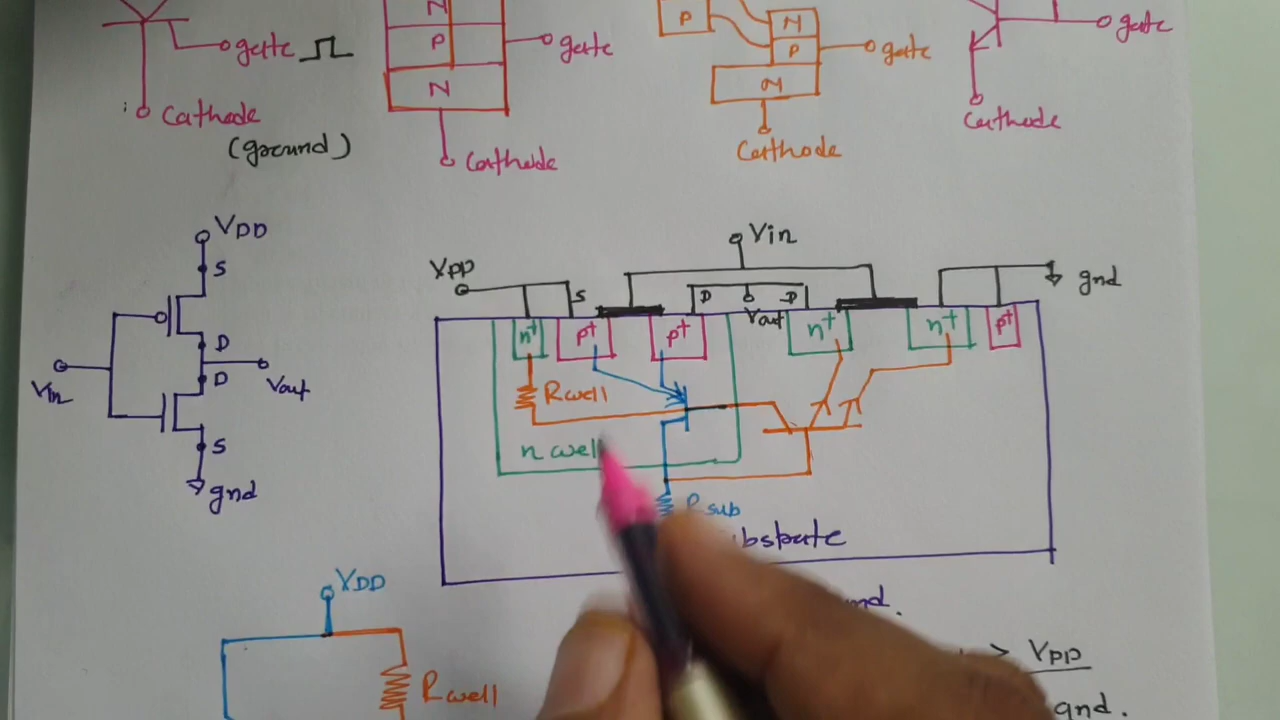 N
P
N
gate
Cathode
(ground)
gate
Cathode
P
N
P
N
gate
Cathode
gate
Cathode
VDD
S
D
D
Vin
Vout
S
gnd
VDD
S
Vin
D
D
Vout
gnd
n+
p+
p+
n+
n+
p+
Rwell
n well
Rsub
VDD
Rwell
> VDD
gnd.